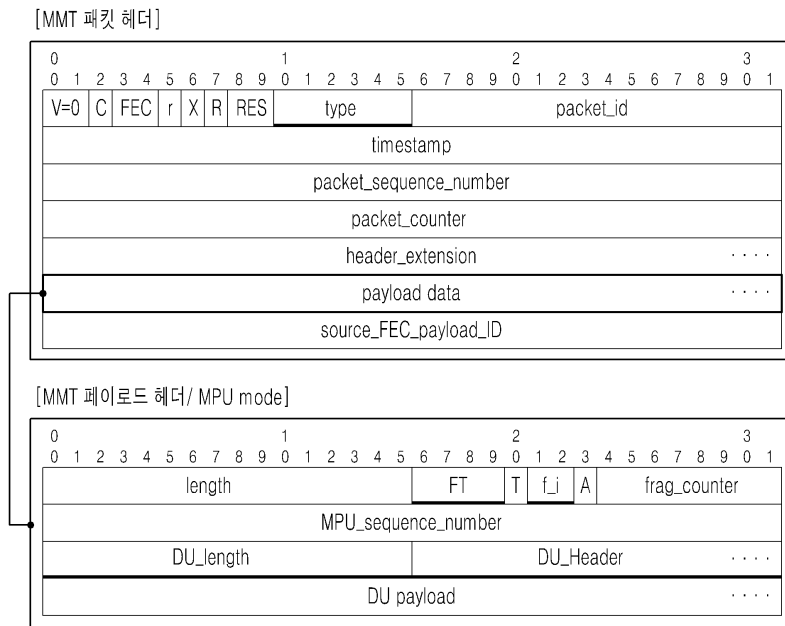 [MMT 패킷 헤더]
0 1 2 3
0 1 2 3 4 5 6 7 8 9 0 1 2 3 4 5 6 7 8 9 0 1 2 3 4 5 6 7 8 9 0 1
V=0 C FEC r X R RES type packet_id
timestamp
packet_sequence_number
packet_counter
header_extension ····
payload data ····
source_FEC_payload_ID
[MMT 페이로드 헤더/ MPU mode]
0 1 2 3
0 1 2 3 4 5 6 7 8 9 0 1 2 3 4 5 6 7 8 9 0 1 2 3 4 5 6 7 8 9 0 1
length FT T f_i A frag_counter
MPU_sequence_number
DU_length DU_Header ····
DU payload ····